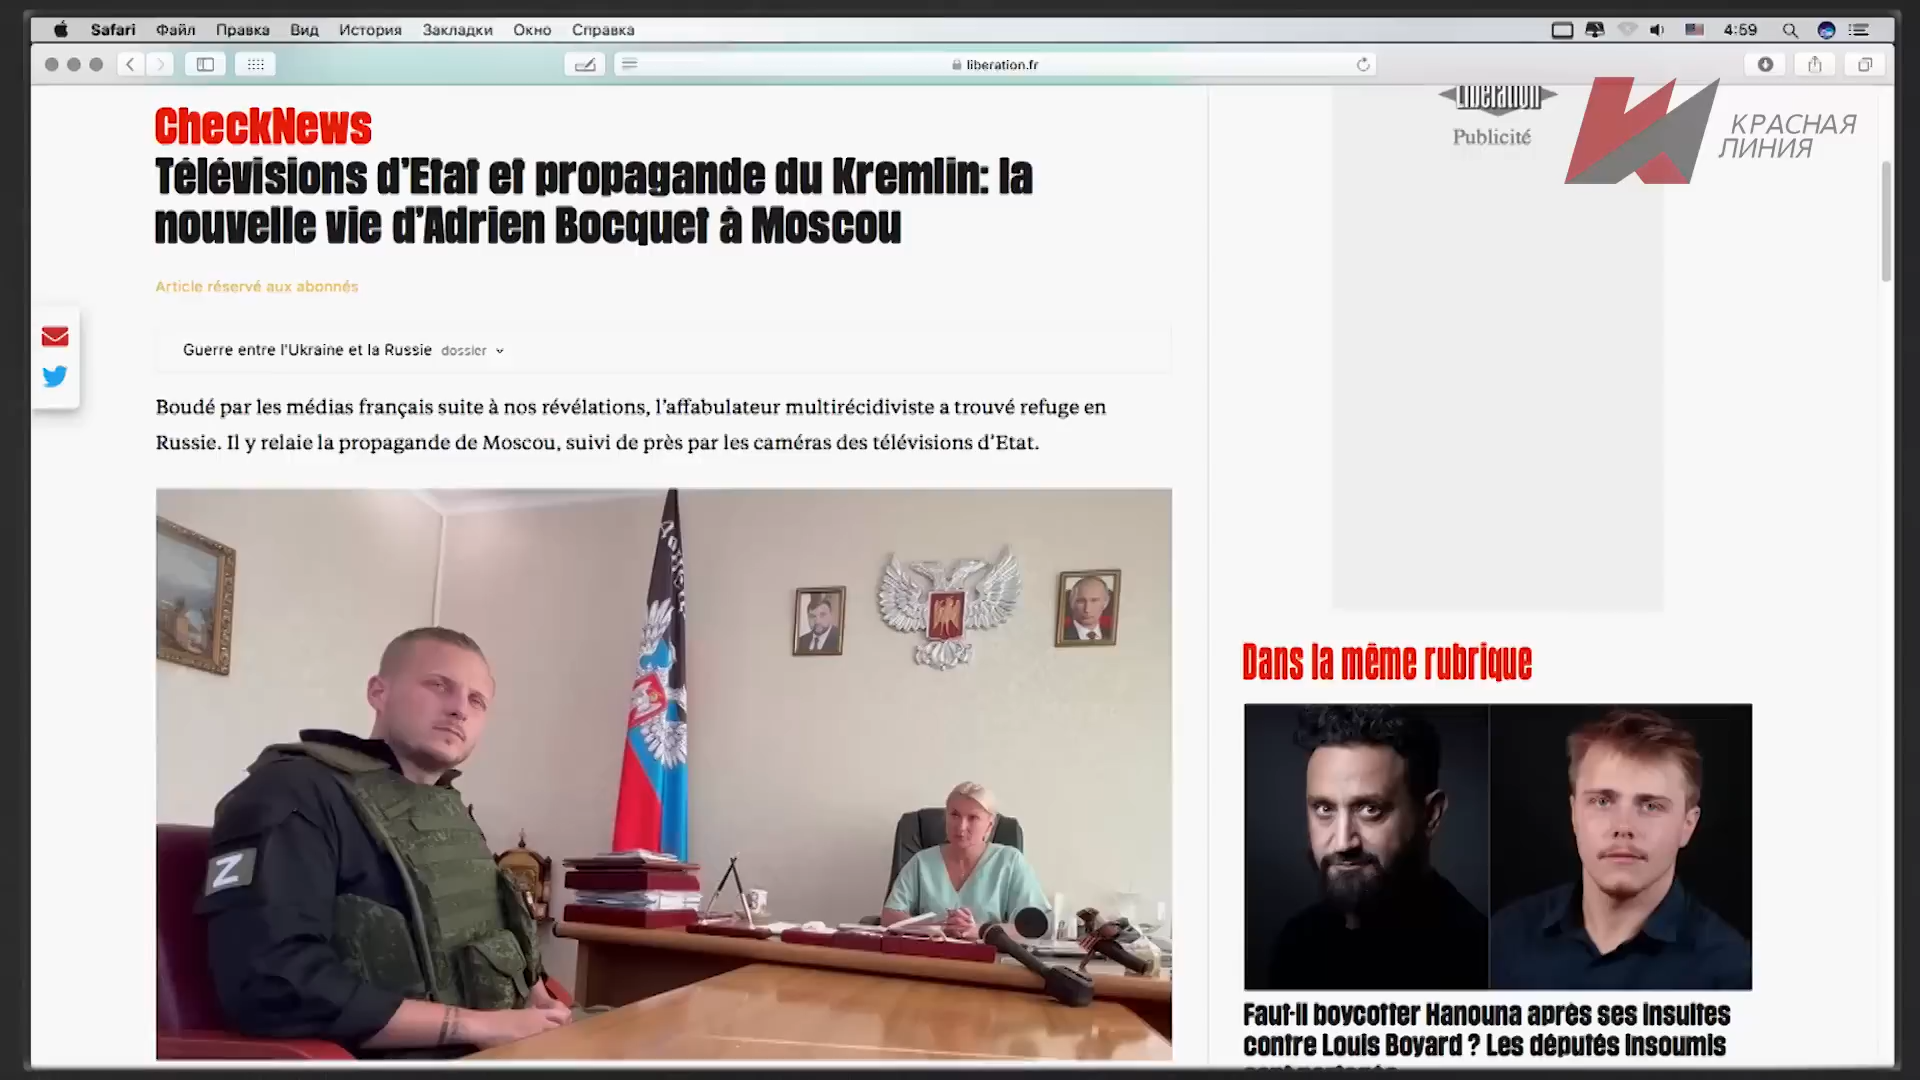 Safari Файл Правка Вид История Закладки Окно Справка
4:59
liberation.fr
КРАСНАЯ
ЛИНИЯ
CheckNews
Télévisions d'Etat et propagande du Kremlin: la
nouvelle vie d'Adrien Bocquet à Moscou
Article réservé aux abonnés
Guerre entre l'Ukraine et la Russie dossier
Boudé par les médias français suite à nos révélations, l'affabulateur multirécidiviste a trouvé refuge en
Russie. Il y relaie la propagande de Moscou, suivi de près par les caméras des télévisions d'Etat.
Z
Libération
Publicité
Dans la même rubrique
Faut-il boycotter Hanouna après ses insultes
contre Louis Boyard ? Les députés insoumis